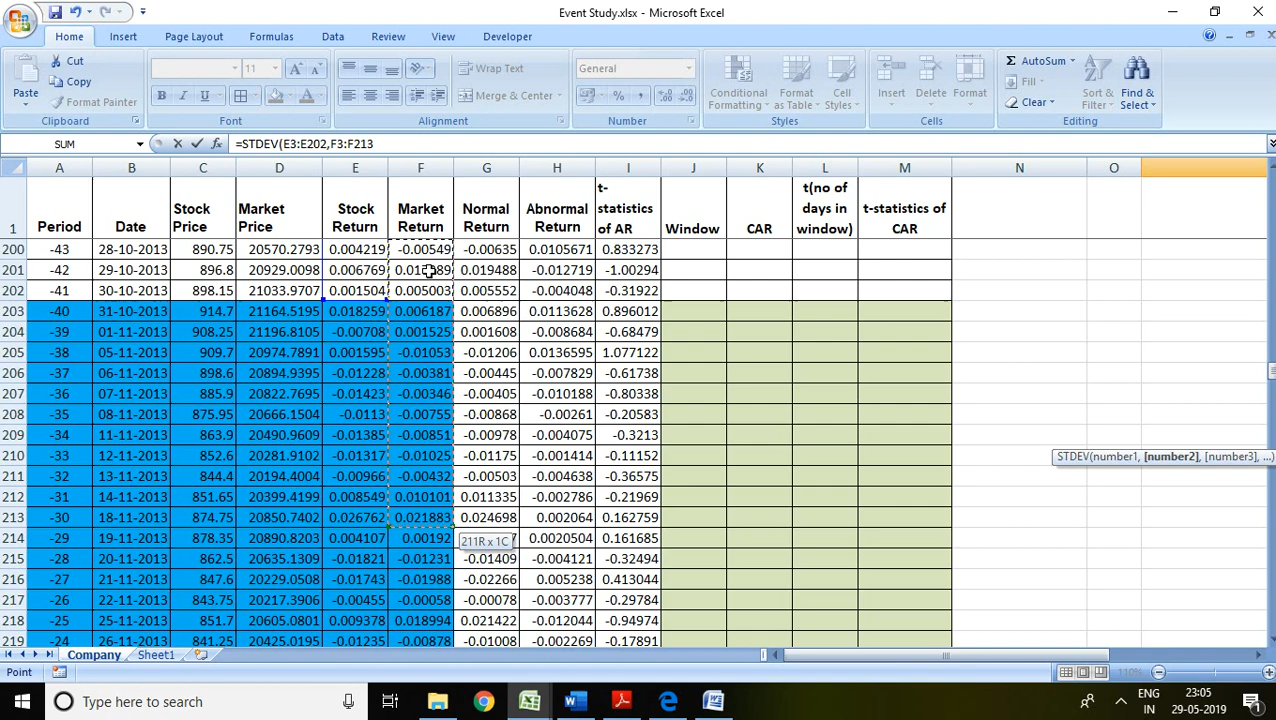 Event Study.xlsx - Microsoft Excel
Home Insert Page Layout Formulas Data Review View Developer
Paste
Cut
Copy
Format Painter
Clipboard
11
A A
B I U
Font
Wrap Text
Merge & Center
Alignment
General
% ,
Number
Conditional Formatting
Format as Table
Cell Styles
Styles
Insert Delete Format
Cells
Σ AutoSum
Fill
Clear
Sort & Filter
Find & Select
Editing
SUM
=STDEV(E3:E202,F3:F213
A B C D E F G H I J K L M N O
1 Period Date Stock Price Market Price Stock Return Market Return Normal Return Abnormal Return t-statistics of AR Window CAR t(no of days in window) t-statistics of CAR
200 -43 28-10-2013 890.75 20570.2793 0.004219 -0.00549 -0.00635 0.0105671 0.833273
201 -42 29-10-2013 896.8 20929.0098 0.006769 0.019488 -0.012719 -1.00294
202 -41 30-10-2013 898.15 21033.9707 0.001504 0.005003 0.005552 -0.004048 -0.31922
203 -40 31-10-2013 914.7 21164.5195 0.018259 0.006187 0.006896 0.0113628 0.896012
204 -39 01-11-2013 908.25 21196.8105 -0.00708 0.001525 0.001608 -0.008684 -0.68479
205 -38 05-11-2013 909.7 20974.7891 0.001595 -0.01053 -0.01206 0.0136595 1.077122
206 -37 06-11-2013 898.6 20894.9395 -0.01228 -0.00381 -0.00445 -0.007829 -0.61738
207 -36 07-11-2013 885.9 20822.7695 -0.01423 -0.00346 -0.00405 -0.010188 -0.80338
208 -35 08-11-2013 875.95 20666.1504 -0.0113 -0.00755 -0.00868 -0.00261 -0.20583
209 -34 11-11-2013 863.9 20490.9609 -0.01385 -0.00851 -0.00978 -0.004075 -0.3213
210 -33 12-11-2013 852.6 20281.9102 -0.01317 -0.01025 -0.01175 -0.001414 -0.11152
211 -32 13-11-2013 844.4 20194.4004 -0.00966 -0.00432 -0.00503 -0.004638 -0.36575
212 -31 14-11-2013 851.65 20399.4199 0.008549 0.010101 0.011335 -0.002786 -0.21969
213 -30 18-11-2013 874.75 20850.7402 0.026762 0.021883 0.024698 0.002064 0.162759
214 -29 19-11-2013 878.35 20890.8203 0.004107 0.00192 7 0.0020504 0.161685
215 -28 20-11-2013 862.5 20635.1309 -0.01821 -0.01231 -0.01409 -0.004121 -0.32494
216 -27 21-11-2013 847.6 20229.0508 -0.01743 -0.01988 -0.02266 0.005238 0.413044
217 -26 22-11-2013 843.75 20217.3906 -0.00455 -0.00058 -0.00078 -0.003777 -0.29784
218 -25 25-11-2013 851.7 20605.0801 0.009378 0.018994 0.021422 -0.012044 -0.94974
219 -24 26-11-2013 841.25 20425.0195 -0.01235 -0.00878 -0.01008 -0.002269 -0.17891
211R x 1C
STDEV(number1, [number2], [number3], ...)
Company Sheet1
Point
110%
Type here to search
ENG
IN
23:05
29-05-2019
1